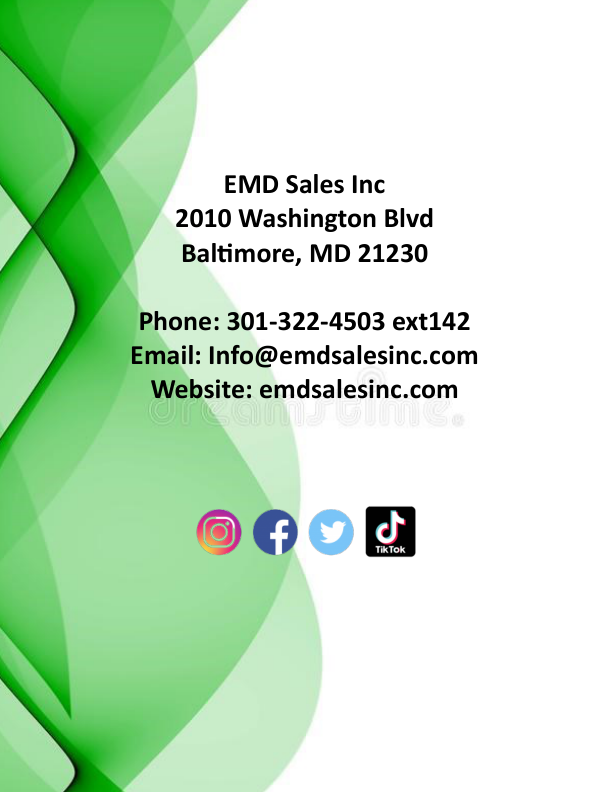 EMD Sales Inc
2010 Washington Blvd
Baltimore, MD 21230
Phone: 301-322-4503 ext142
Email: Info@emdsalesinc.com
Website: emdsalesinc.com
dreamstime.
TikTok